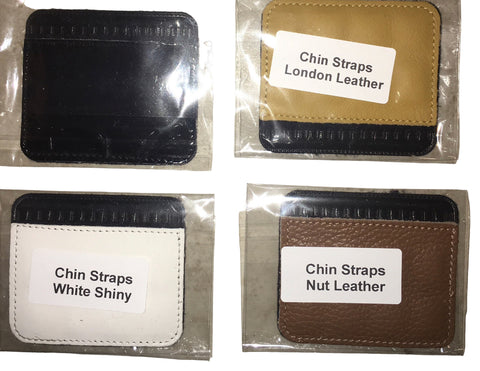 Chin Straps
London Leather
Chin Straps
White Shiny
Chin Straps
Nut Leather